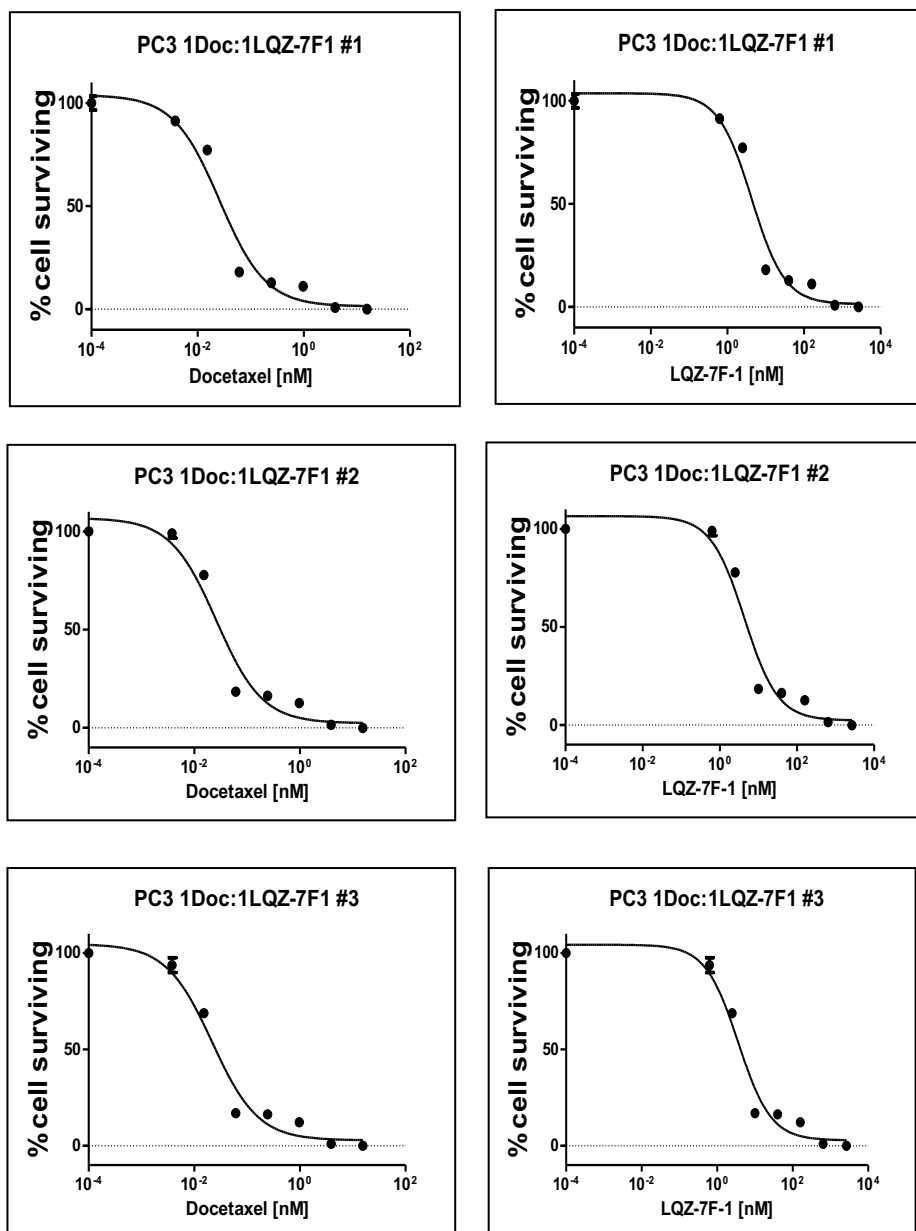 PC3 1Doc:1LQZ-7F1 #1
%cell surviving
100
50
0
10⁻⁴ 10⁻² 10⁰ 10²
Docetaxel [nM]
PC3 1Doc:1LQZ-7F1 #1
%cell surviving
100
50
0
10⁻⁴ 10⁻² 10⁰ 10² 10⁴
LQZ-7F-1 [nM]
PC3 1Doc:1LQZ-7F1 #2
%cell surviving
100
50
0
10⁻⁴ 10⁻² 10⁰ 10²
Docetaxel [nM]
PC3 1Doc:1LQZ-7F1 #2
%cell surviving
100
50
0
10⁻⁴ 10⁻² 10⁰ 10² 10⁴
LQZ-7F-1 [nM]
PC3 1Doc:1LQZ-7F1 #3
%cell surviving
100
50
0
10⁻⁴ 10⁻² 10⁰ 10²
Docetaxel [nM]
PC3 1Doc:1LQZ-7F1 #3
%cell surviving
100
50
0
10⁻⁴ 10⁻² 10⁰ 10² 10⁴
LQZ-7F-1 [nM]